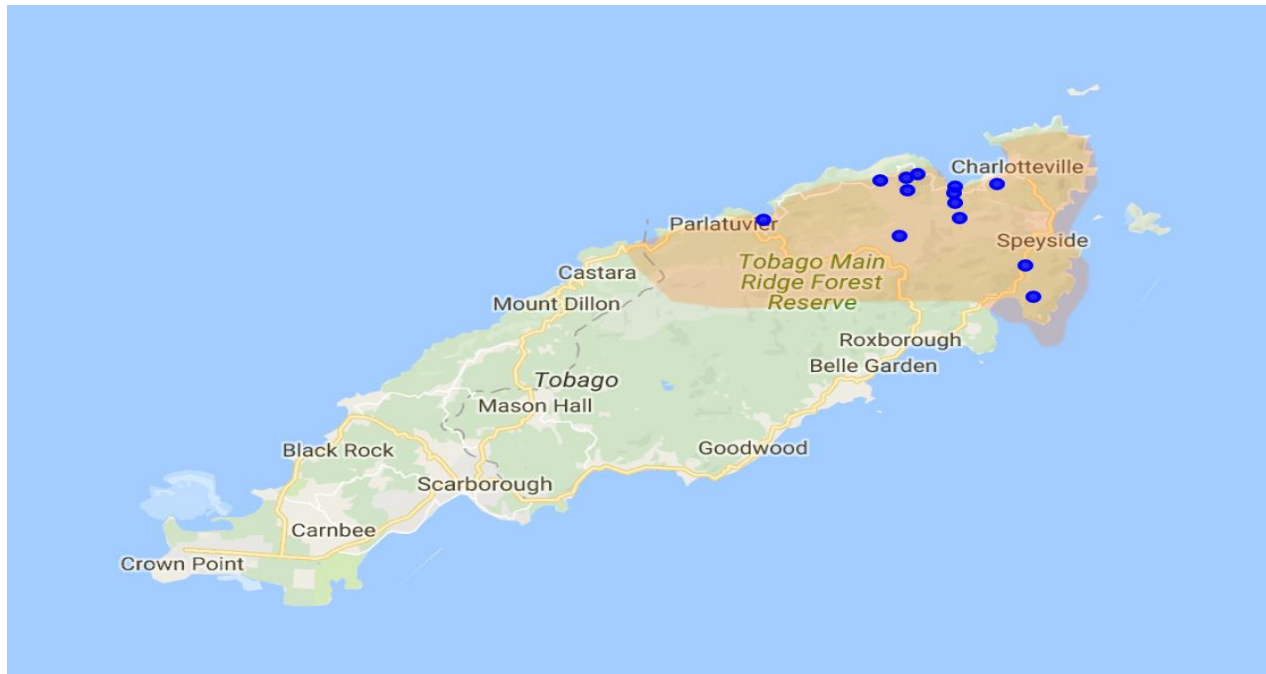 Charlotteville
Parlatuvier
Speyside
Tobago Main
Ridge Forest
Reserve
Castara
Mount Dillon
Roxborough
Belle Garden
Tobago
Mason Hall
Goodwood
Black Rock
Scarborough
Carnbee
Crown Point